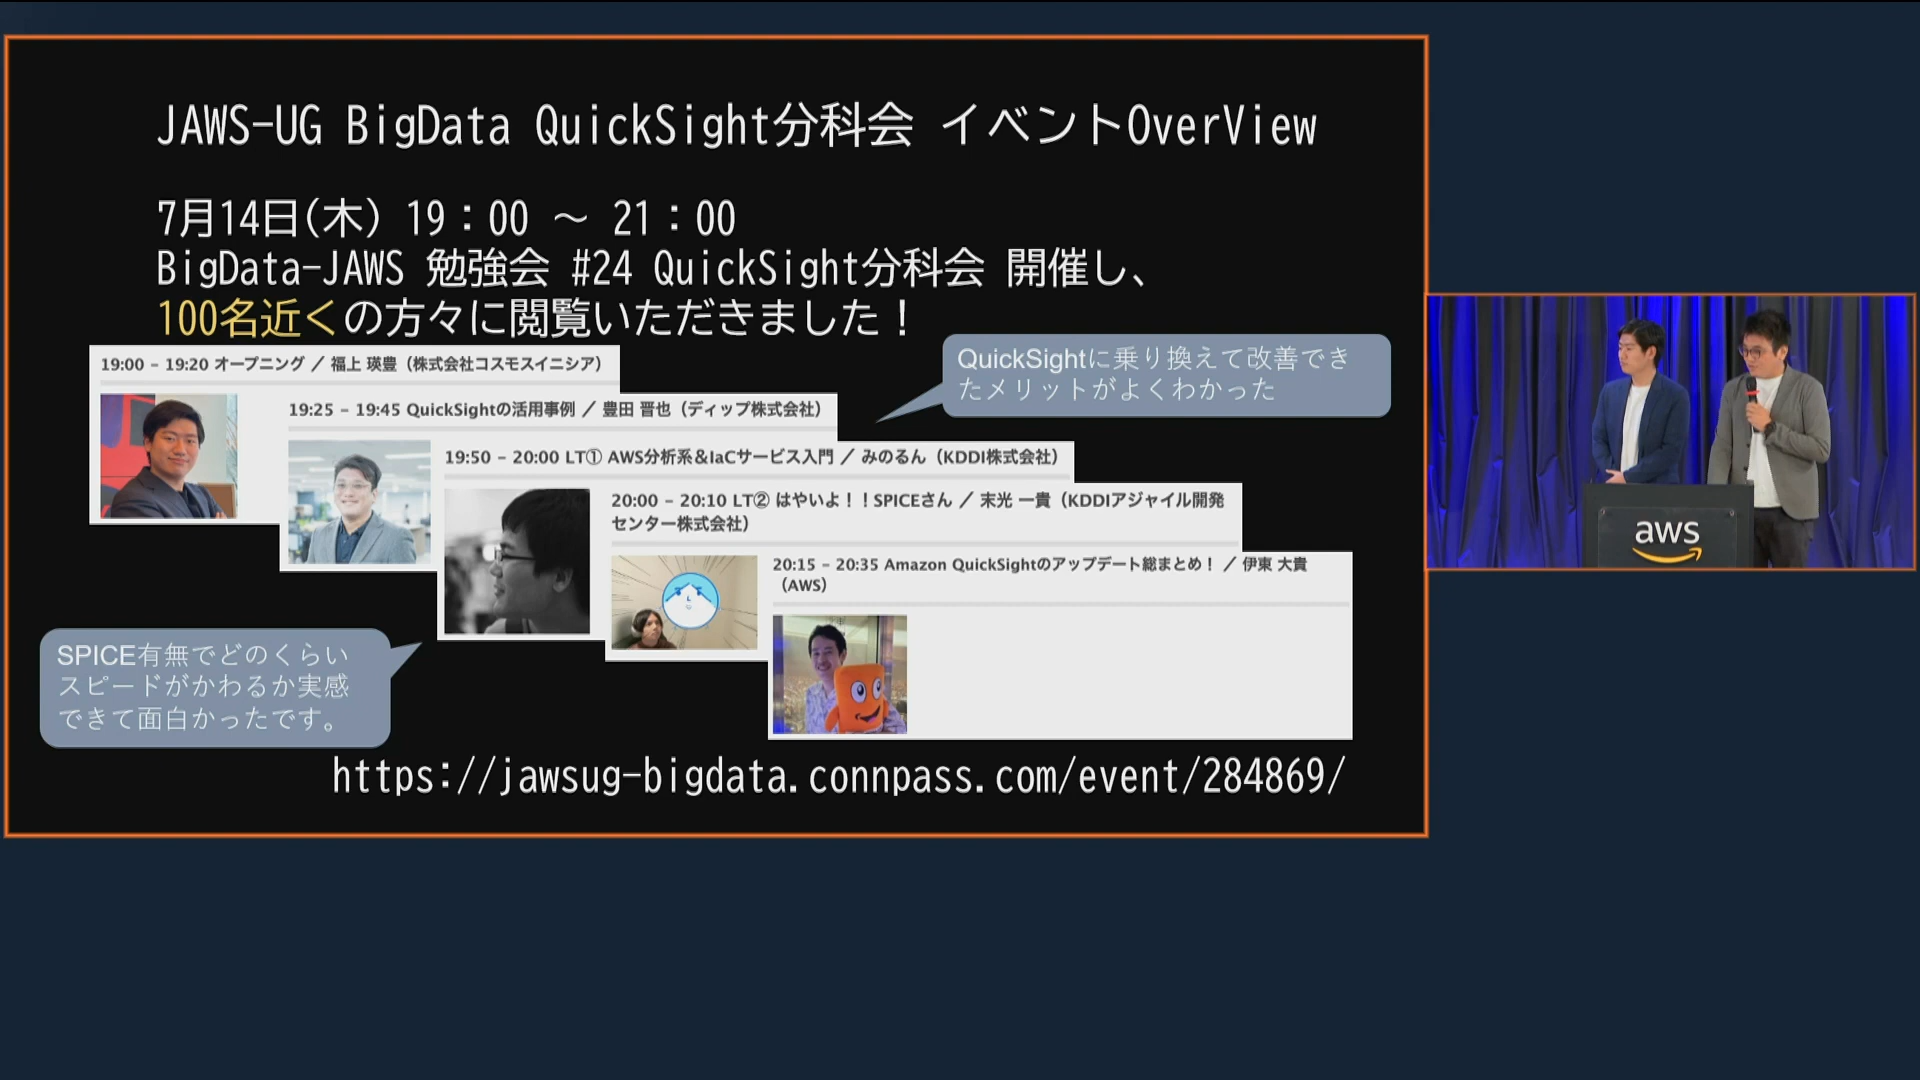 JAWS-UG BigData QuickSight分科会 イベントOverView
7月14日(木) 19：00 ～ 21：00
BigData-JAWS 勉強会 #24 QuickSight分科会 開催し、
100名近くの方々に閲覧いただきました！
19:00 – 19:20 オープニング ／ 福上 瑛豊（株式会社コスモスイニシア）
QuickSightに乗り換えて改善でき
たメリットがよくわかった
19:25 – 19:45 QuickSightの活用事例 ／ 豊田 晋也（ディップ株式会社）
19:50 – 20:00 LT① AWS分析系＆IaCサービス入門 ／ みのるん（KDDI株式会社）
20:00 – 20:10 LT② はやいよ！！SPICEさん ／ 末光 一貴（KDDIアジャイル開発
センター株式会社）
20:15 – 20:35 Amazon QuickSightのアップデート総まとめ！ ／ 伊東 大貴
（AWS）
SPICE有無でどのくらい
スピードがかわるか実感
できて面白かったです。
https://jawsug-bigdata.connpass.com/event/284869/
aws